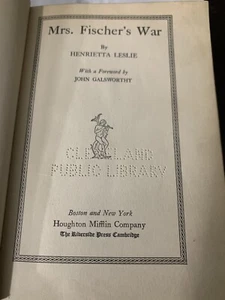 Mrs. Fischer's War
By
HENRIETTA LESLIE
With a Foreword by
JOHN GALSWORTHY
CLEVELAND
PUBLIC LIBRARY
Boston and New York
Houghton Mifflin Company
The Riverside Press Cambridge